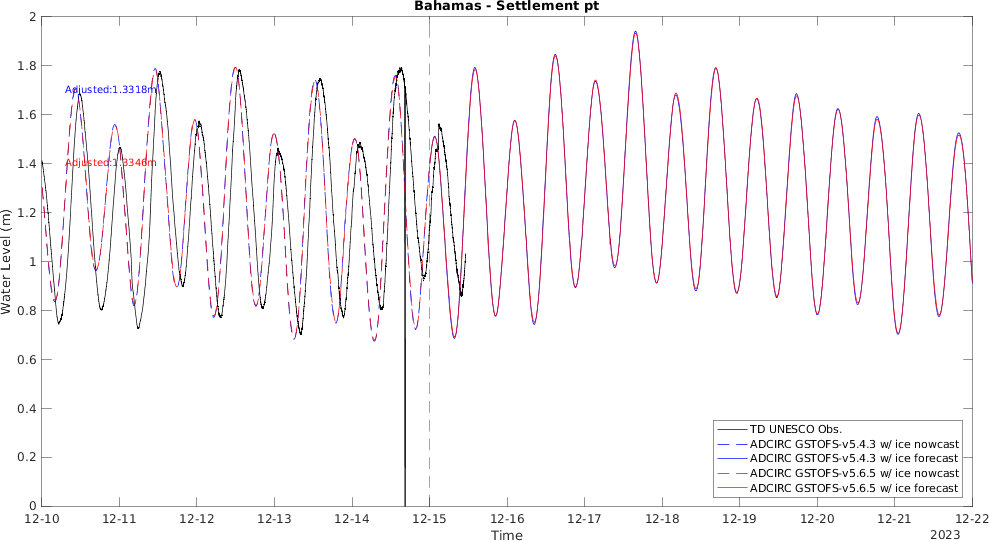 Bahamas - Settlement pt
Water Level (m)
2
1.8
1.6
1.4
1.2
1
0.8
0.6
0.4
0.2
0
Adjusted:1.3318m
Adjusted:1.3346m
TD UNESCO Obs.
ADCIRC GSTOFS-v5.4.3 w/ ice nowcast
ADCIRC GSTOFS-v5.4.3 w/ ice forecast
ADCIRC GSTOFS-v5.6.5 w/ ice nowcast
ADCIRC GSTOFS-v5.6.5 w/ ice forecast
12-10 12-11 12-12 12-13 12-14 12-15 12-16 12-17 12-18 12-19 12-20 12-21 12-22
Time
2023